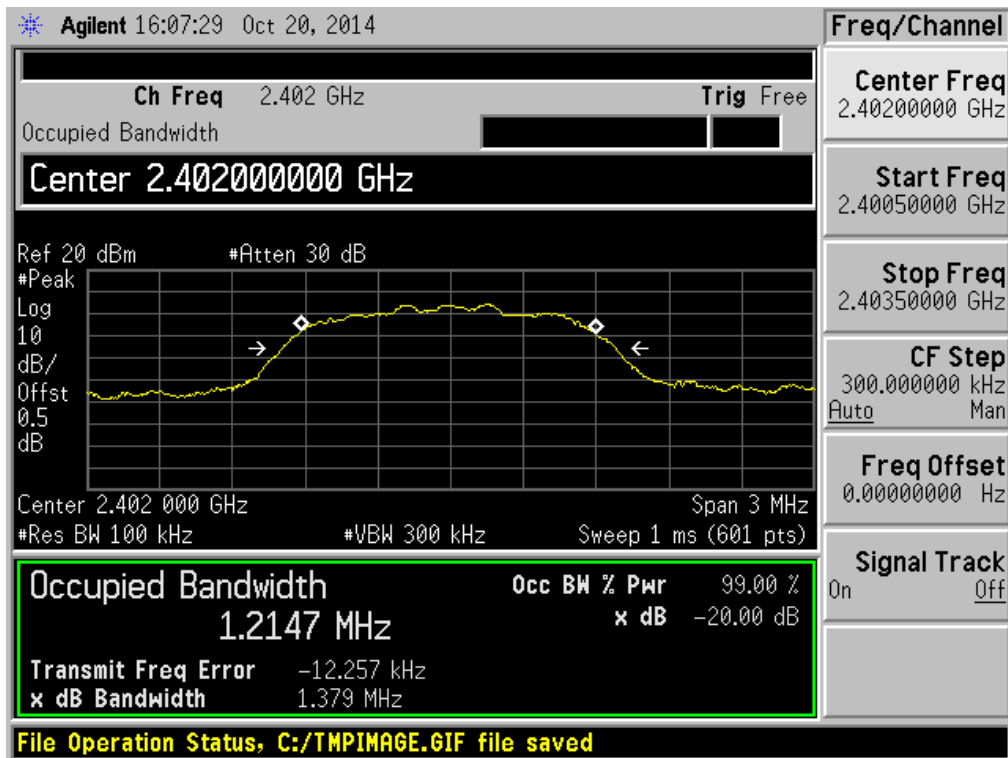 Agilent 16:07:29 Oct 20, 2014
Freq/Channel
Ch Freq 2.402 GHz Trig Free
Occupied Bandwidth
Center 2.402000000 GHz
Ref 20 dBm #Atten 30 dB
#Peak
Log
10
dB/
Offst
0.5
dB
Center 2.402 000 GHz Span 3 MHz
#Res BW 100 kHz #VBW 300 kHz Sweep 1 ms (601 pts)
Occupied Bandwidth Occ BW % Pwr 99.00 %
1.2147 MHz x dB -20.00 dB
Transmit Freq Error -12.257 kHz
x dB Bandwidth 1.379 MHz
File Operation Status, C:/TMPIMAGE.GIF file saved
Center Freq
2.40200000 GHz
Start Freq
2.40050000 GHz
Stop Freq
2.40350000 GHz
CF Step
300.000000 kHz
Auto Man
Freq Offset
0.00000000 Hz
Signal Track
On Off